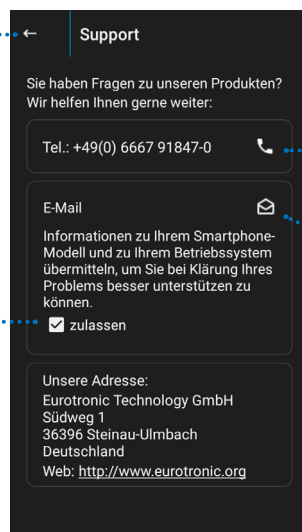 Support
Sie haben Fragen zu unseren Produkten?
Wir helfen Ihnen gerne weiter:
Tel.: +49(0) 6667 91847-0
E-Mail
Informationen zu Ihrem Smartphone-
Modell und zu Ihrem Betriebssystem
übermitteln, um Sie bei Klärung Ihres
Problems besser unterstützen zu
können.
zulassen
Unsere Adresse:
Eurotronic Technology GmbH
Südweg 1
36396 Steinau-Ulmbach
Deutschland
Web: http://www.eurotronic.org